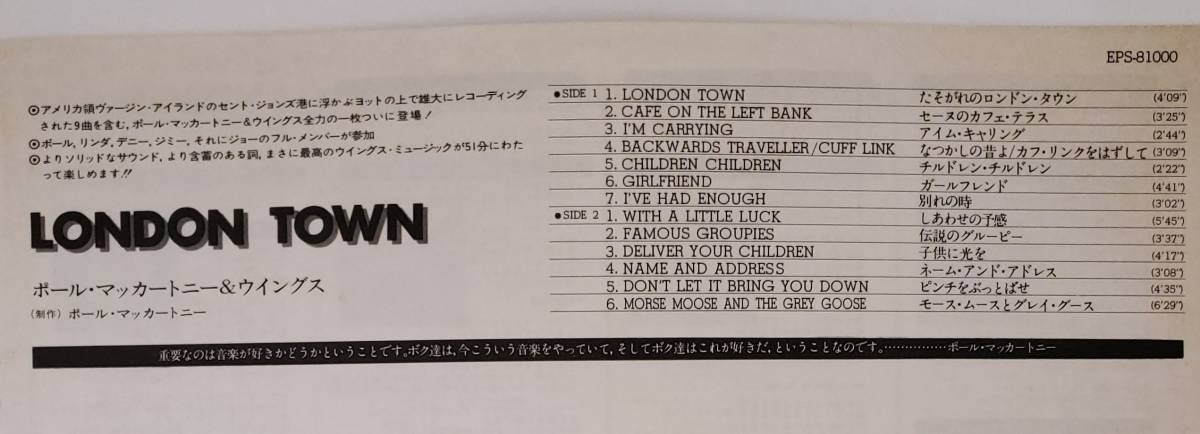 EPS-81000
⊙アメリカ領ヴァージン・アイランドのセント・ジョンズ港に浮かぶヨットの上で雄大にレコーディング
された9曲を含む、ポール・マッカートニー&ウイングス全力の一枚ついに登場!
⊙ポール, リンダ, デニー, ジミー, それにジョーのフル・メンバーが参加
⊙よりソリッドなサウンド, より含蓄のある詞, まさに最高のウイングス・ミュージックが51分にわた
って楽しめます!!
LONDON TOWN
ポール・マッカートニー&ウイングス
(制作) ポール・マッカートニー
●SIDE 1 1. LONDON TOWN たそがれのロンドン・タウン (4'09")
2. CAFE ON THE LEFT BANK セーヌのカフェ・テラス (3'25")
3. I'M CARRYING アイム・キャリング (2'44")
4. BACKWARDS TRAVELLER/CUFF LINK なつかしの昔よ/カフ・リンクをはずして (3'09")
5. CHILDREN CHILDREN チルドレン・チルドレン (2'22")
6. GIRLFRIEND ガールフレンド (4'41")
7. I'VE HAD ENOUGH 別れの時 (3'02")
●SIDE 2 1. WITH A LITTLE LUCK しあわせの予感 (5'45")
2. FAMOUS GROUPIES 伝説のグルーピー (3'37")
3. DELIVER YOUR CHILDREN 子供に光を (4'17")
4. NAME AND ADDRESS ネーム・アンド・アドレス (3'08")
5. DON'T LET IT BRING YOU DOWN ピンチをぶっとばせ (4'35")
6. MORSE MOOSE AND THE GREY GOOSE モース・ムースとグレイ・グース (6'29")
重要なのは音楽が好きかどうかということです。ボク達は, 今こういう音楽をやっていて, そしてボク達はこれが好きだ, ということなのです。……………ポール・マッカートニー